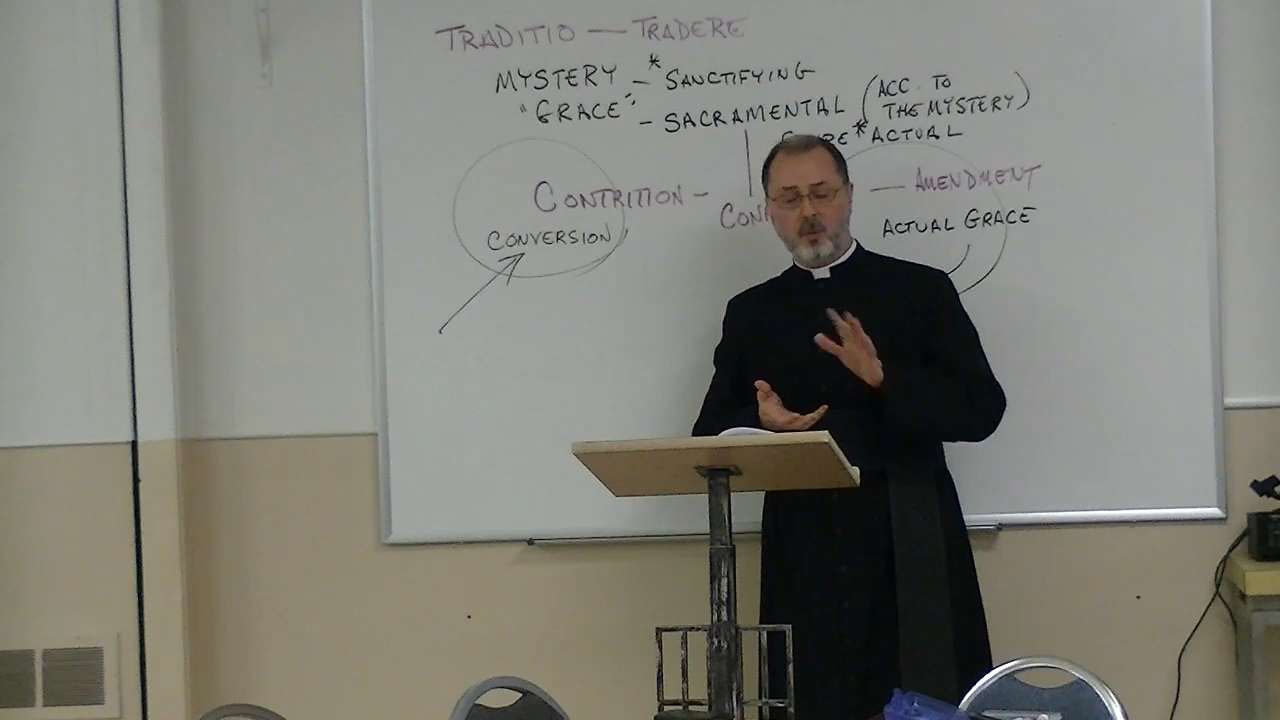 TRADITIO — TRADERE
MYSTERY – * SANCTIFYING
"GRACE" – SACRAMENTAL (ACC. TO THE MYSTERY)
* ACTUAL
CONTRITION – — AMENDMENT
CONVERSION ACTUAL GRACE